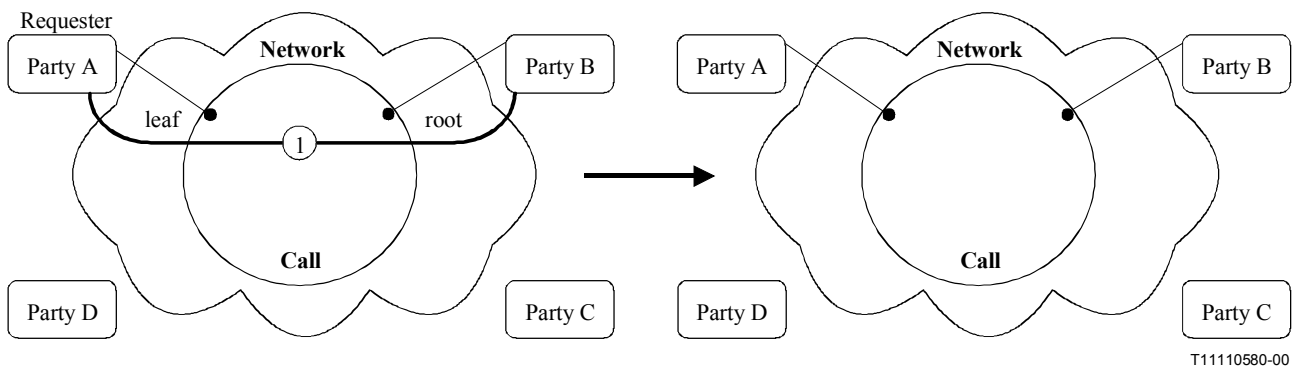 Requester
Party A
Network
Party B
leaf
root
1
Call
Party D
Party C
Party A
Network
Party B
Call
Party D
Party C
T11110580-00